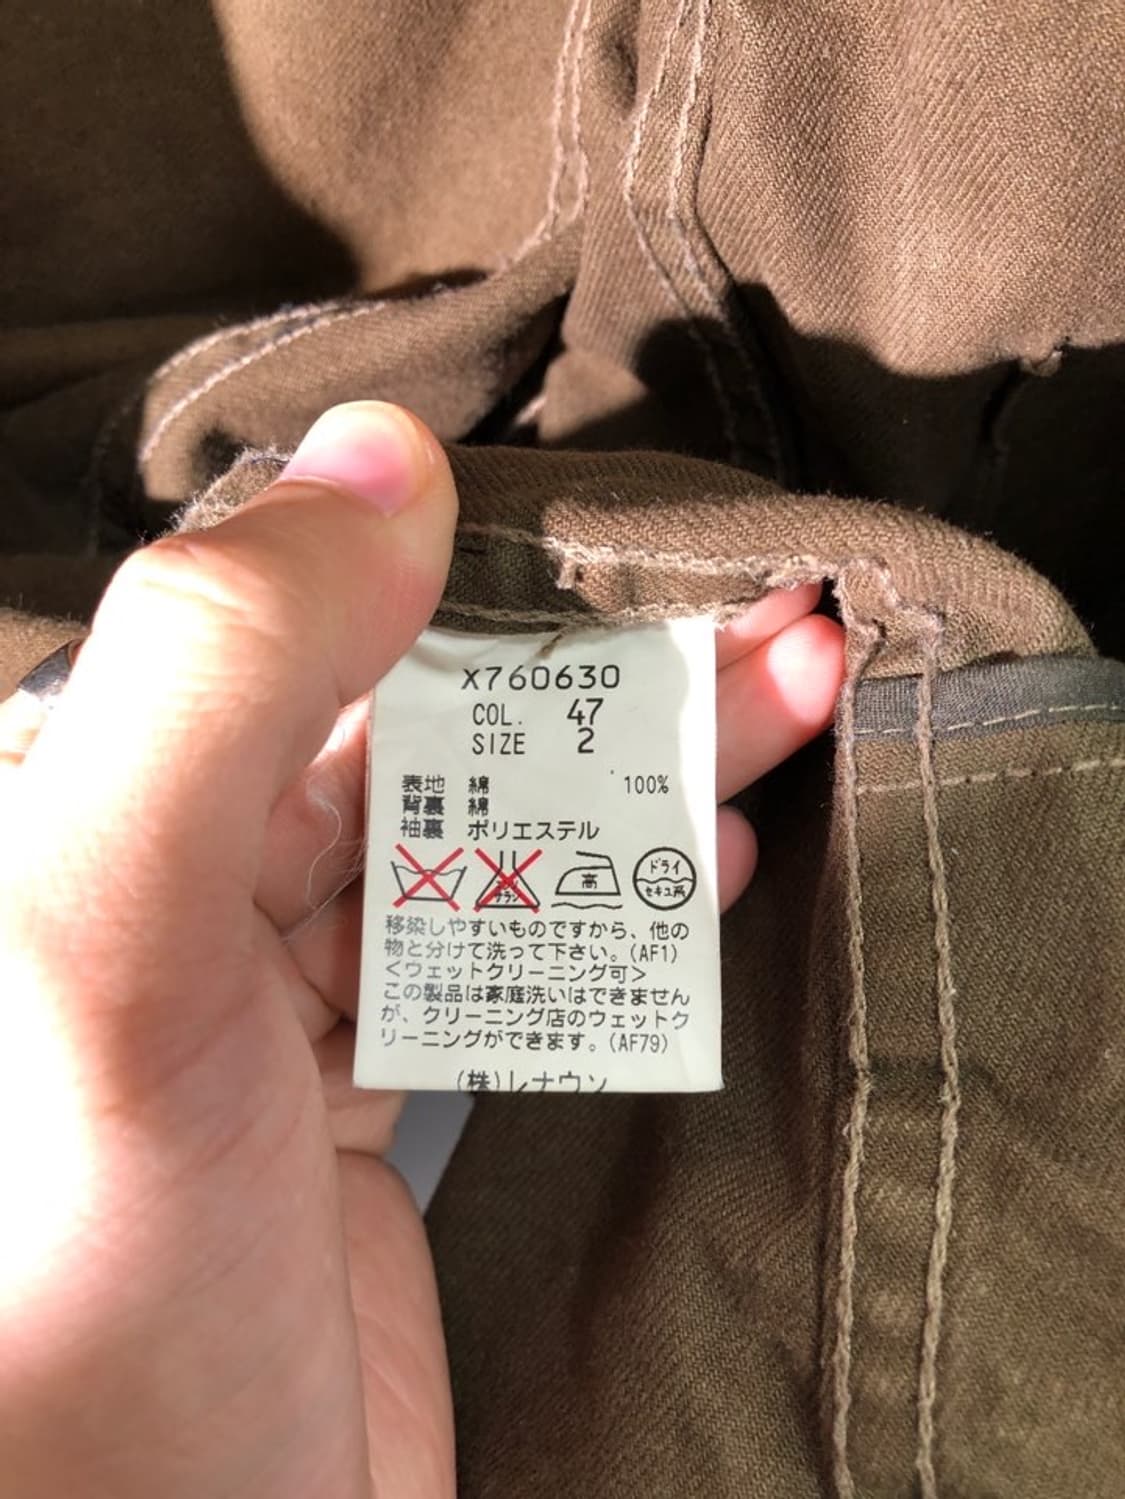 X760630
COL. 47
SIZE 2
表地 綿 100%
背裏 綿
袖裏 ポリエステル
高
ドライ
セキユ系
移染しやすいものですから、他の
物と分けて洗って下さい。(AF1)
<ウェットクリーニング可>
この製品は家庭洗いはできません
が、クリーニング店のウェットク
リーニングができます。(AF79)
(株)レナウン